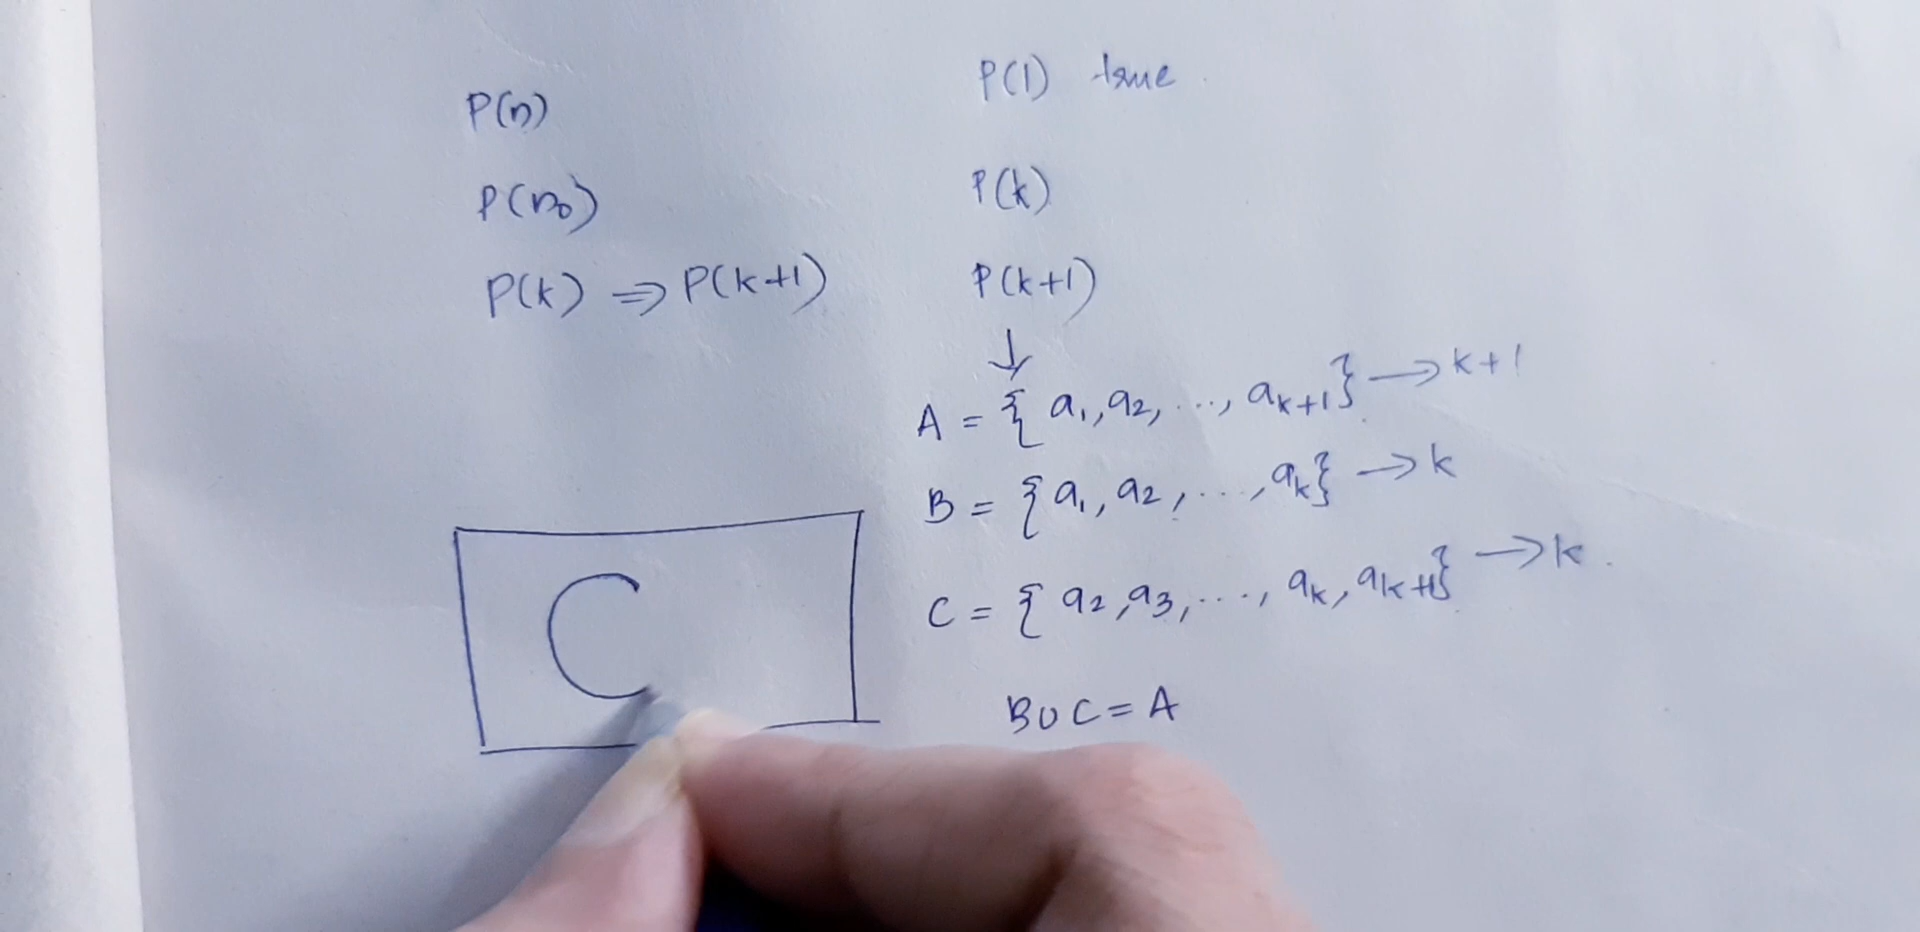 P(n)
P(n₀)
P(k) ⇒ P(k+1)
P(1) true
P(k)
P(k+1)
↓
A = { a₁, a₂, ..., aₖ₊₁} → k+1
B = { a₁, a₂, ..., aₖ} → k
C = { a₂, a₃, ..., aₖ, aₖ₊₁} → k.
B ∪ C = A